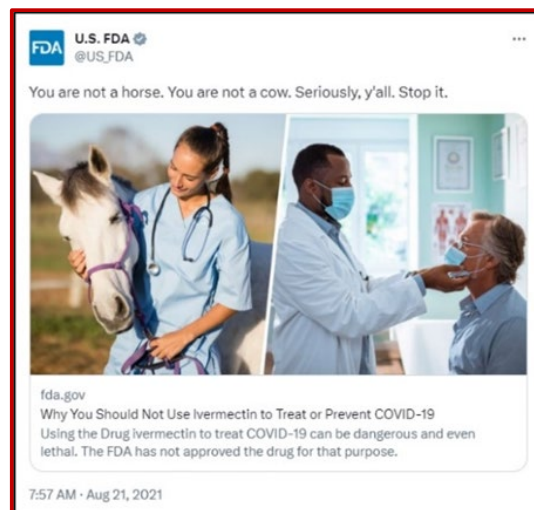 FDA
U.S. FDA
@US_FDA
...
You are not a horse. You are not a cow. Seriously, y'all. Stop it.
fda.gov
Why You Should Not Use Ivermectin to Treat or Prevent COVID-19
Using the Drug ivermectin to treat COVID-19 can be dangerous and even
lethal. The FDA has not approved the drug for that purpose.
7:57 AM · Aug 21, 2021